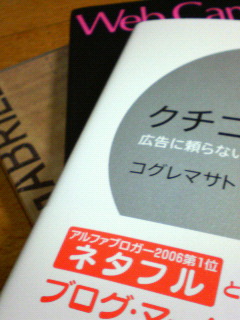 Web Cap
ABRIE
クチコ
広告に頼らない
コグレマサト
アルファブロガー2006第1位
ネタフル
と
ブログ・マ